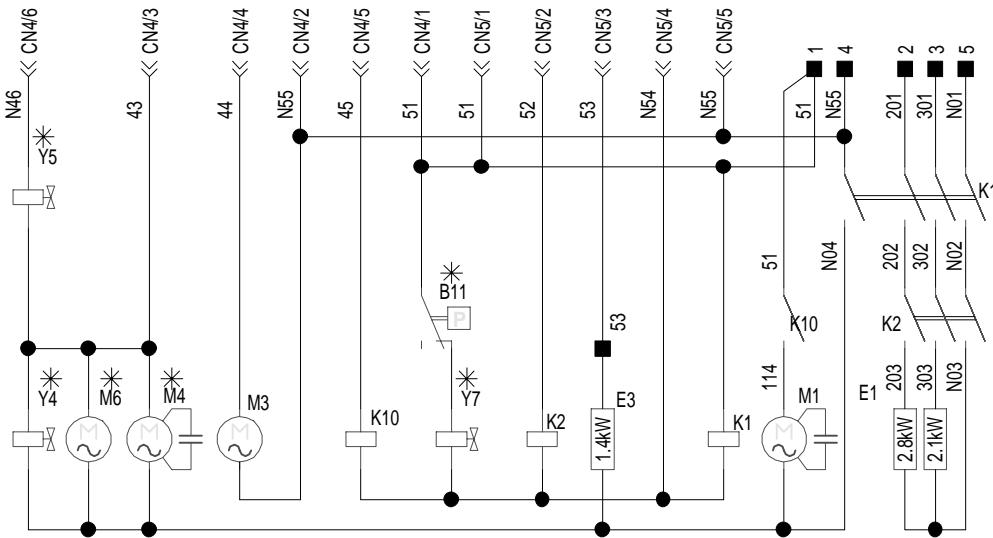 CN4/6
CN4/3
CN4/4
CN4/2
CN4/5
CN4/1
CN5/1
CN5/2
CN5/3
CN5/4
CN5/5
1
4
2
3
5
N46
43
44
N55
45
51
51
52
53
N54
N55
51
N55
201
301
N01
Y5
K1
51
N04
202
302
N02
B11
P
53
K10
K2
Y4
M6
M4
M3
Y7
K10
K2
E3
K1
114
M1
E1
203
303
N03
M
M
M
1.4kW
M
2.8kW
2.1kW